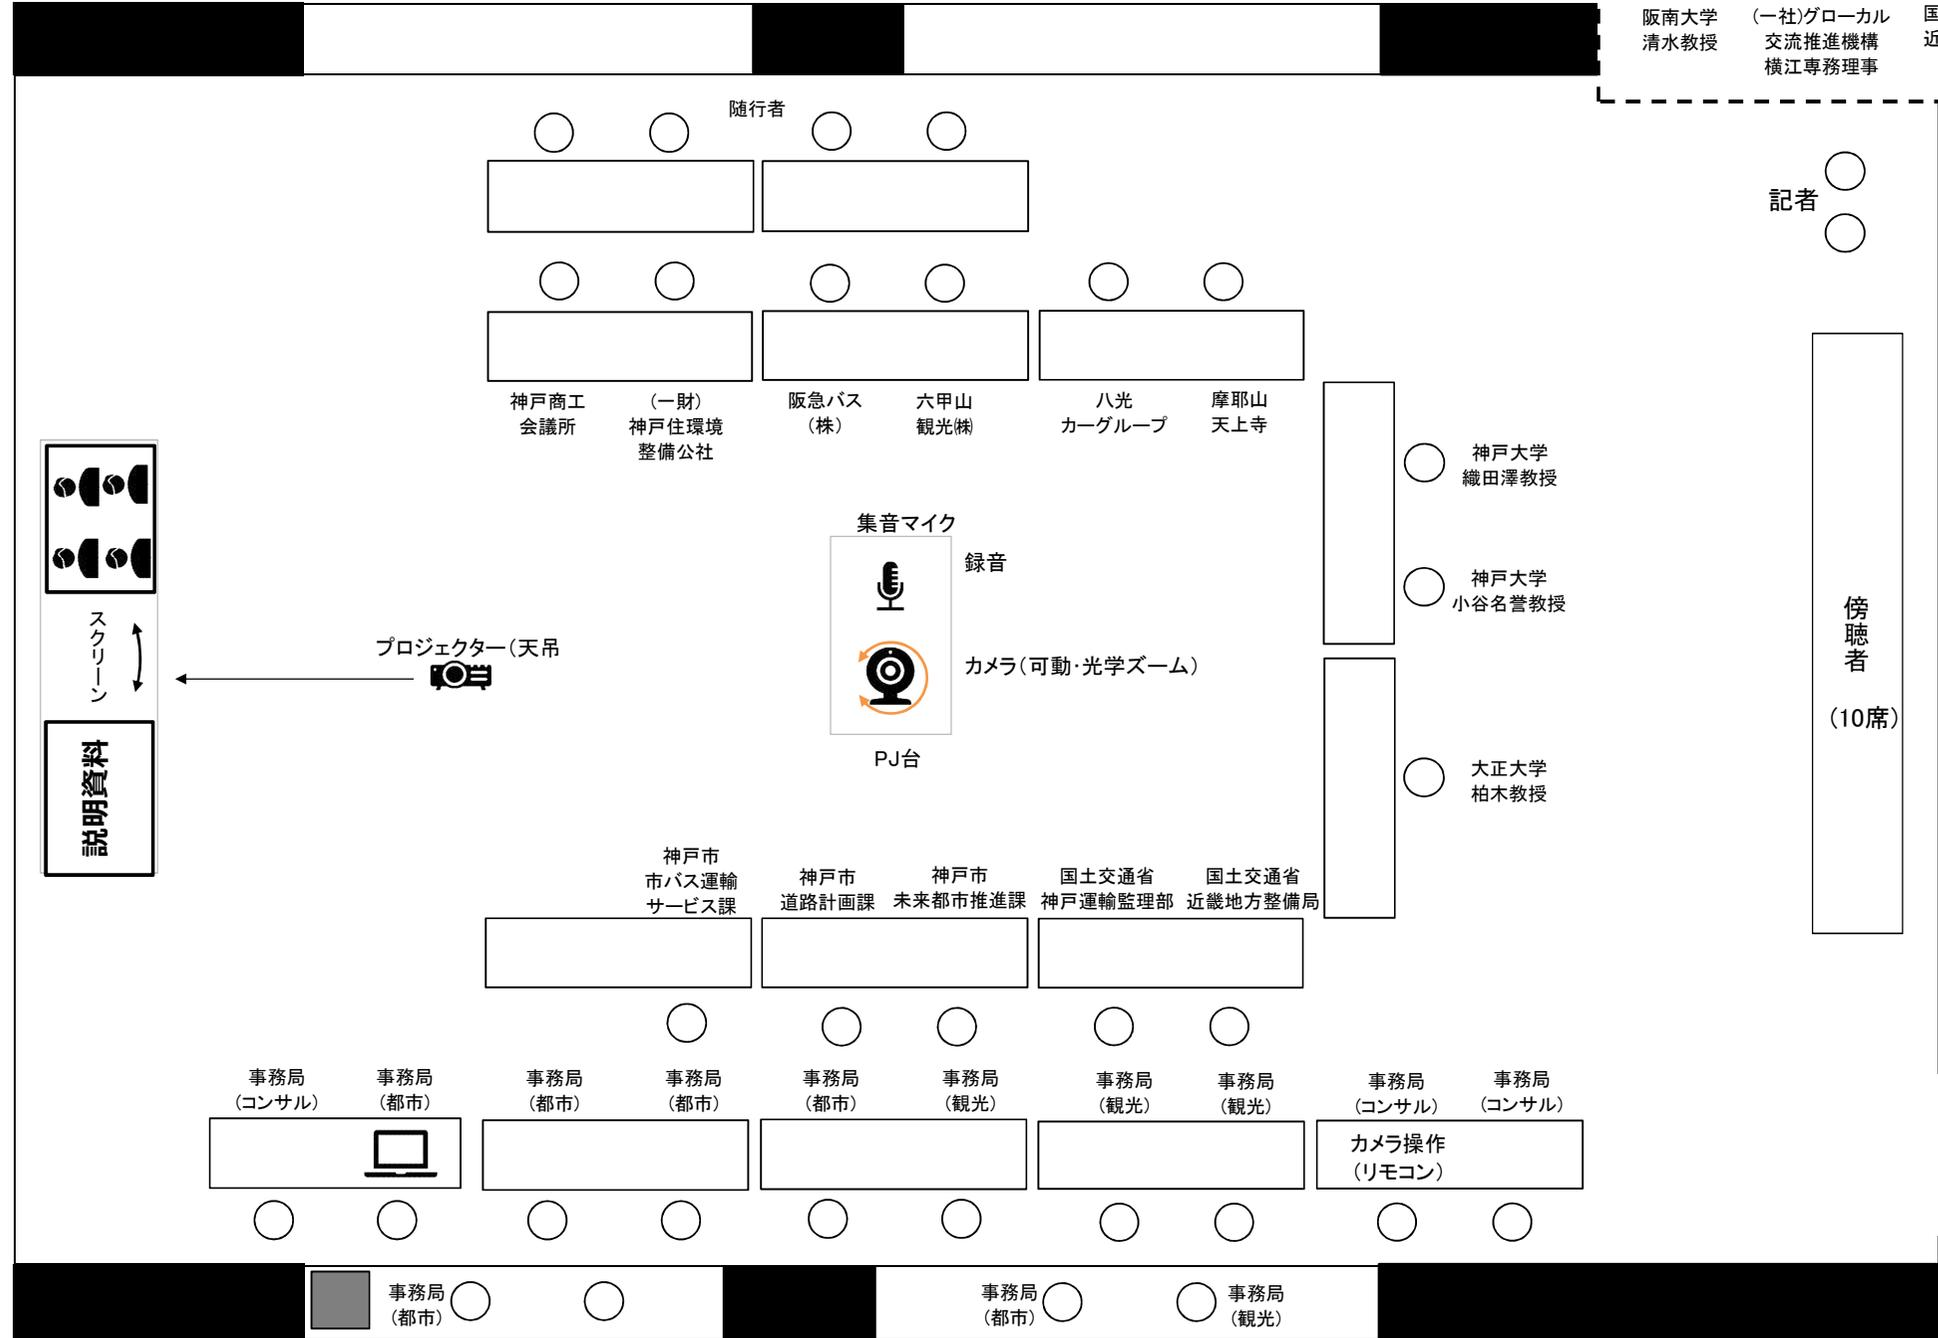 阪南大学
清水教授
(一社)グローカル
交流推進機構
横江専務理事
随行者
記者
神戸商工
会議所
(一財)
神戸住環境
整備公社
阪急バス
(株)
六甲山
観光㈱
八光
カーグループ
摩耶山
天上寺
神戸大学
織田澤教授
神戸大学
小谷名誉教授
大正大学
柏木教授
傍聴者
(10席)
集音マイク
録音
カメラ(可動・光学ズーム)
PJ台
プロジェクター(天吊
スクリーン
説明資料
神戸市
市バス運輸
サービス課
神戸市
道路計画課
神戸市
未来都市推進課
国土交通省
神戸運輸監理部
国土交通省
近畿地方整備局
事務局
(コンサル)
事務局
(都市)
事務局
(都市)
事務局
(都市)
事務局
(都市)
事務局
(観光)
事務局
(観光)
事務局
(観光)
事務局
(コンサル)
事務局
(コンサル)
カメラ操作
(リモコン)
事務局
(都市)
事務局
(都市)
事務局
(観光)